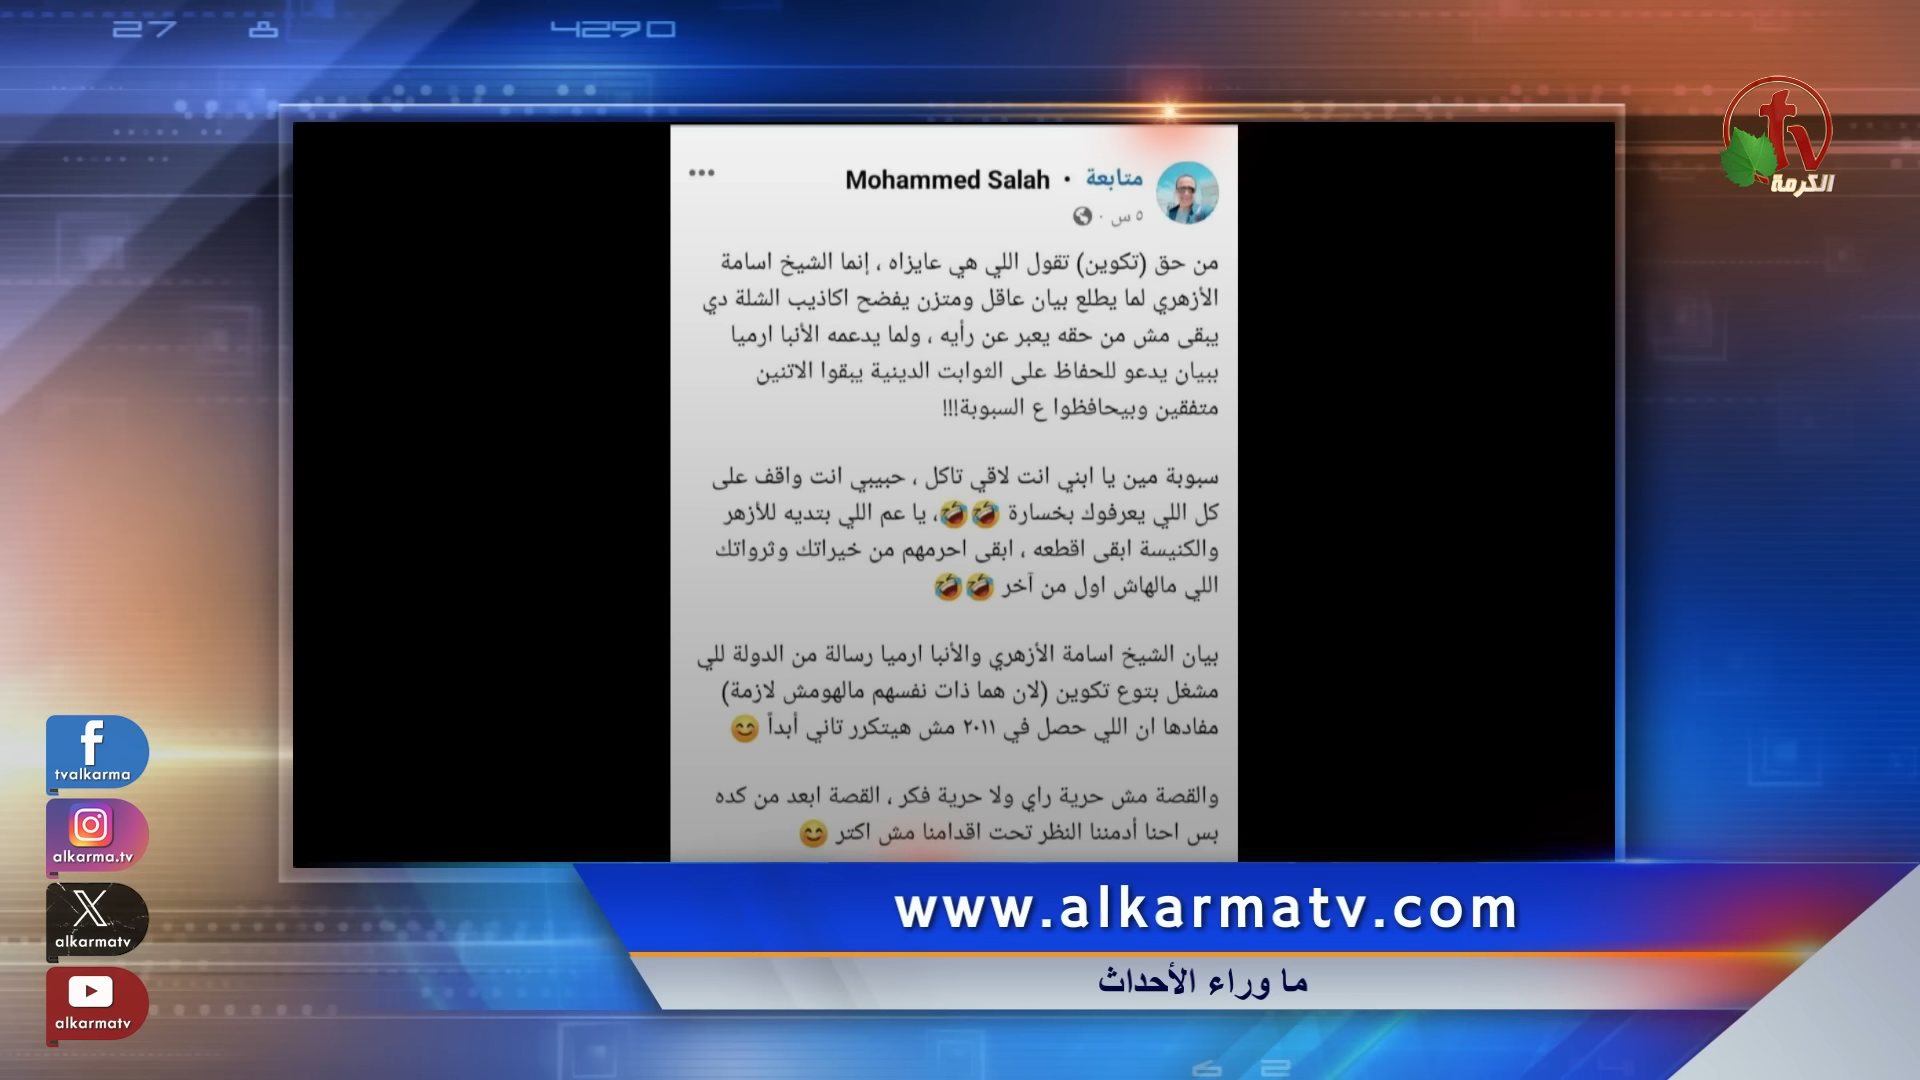 27
4290
tv
الكرمة
Mohammed Salah • متابعة
٥ س ·
من حق (تكوين) تقول اللي هي عايزاه ، إنما الشيخ اسامة
الأزهري لما يطلع بيان عاقل ومتزن يفضح اكاذيب الشلة دي
يبقى مش من حقه يعبر عن رأيه ، ولما يدعمه الأنبا ارميا
ببيان يدعو للحفاظ على الثوابت الدينية يبقوا الاتنين
متفقين وبيحافظوا ع السبوبة!!!
سبوبة مين يا ابني انت لاقي تاكل ، حبيبي انت واقف على
كل اللي يعرفوك بخسارة 🤣🤣، يا عم اللي بتديه للأزهر
والكنيسة ابقى اقطعه ، ابقى احرمهم من خيراتك وثرواتك
اللي مالهاش اول من آخر 🤣🤣
بيان الشيخ اسامة الأزهري والأنبا ارميا رسالة من الدولة للي
مشغل بتوع تكوين (لان هما ذات نفسهم مالهومش لازمة)
مفادها ان اللي حصل في ٢٠١١ مش هيتكرر تاني أبداً 😊
والقصة مش حرية راي ولا حرية فكر ، القصة ابعد من كده
بس احنا أدمننا النظر تحت اقدامنا مش اكتر 😊
tvalkarma
alkarma.tv
alkarmatv
alkarmatv
www.alkarmatv.com
ما وراء الأحداث
62